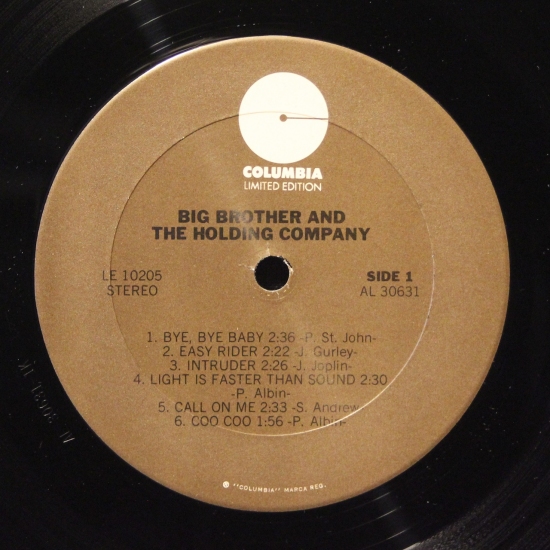 COLUMBIA
LIMITED EDITION
BIG BROTHER AND
THE HOLDING COMPANY
LE 10205
STEREO
SIDE 1
AL 30631
1. BYE, BYE BABY 2:36 -P. St. John-
2. EASY RIDER 2:22 -J. Gurley-
3. INTRUDER 2:26 -J. Joplin-
4. LIGHT IS FASTER THAN SOUND 2:30
-P. Albin-
5. CALL ON ME 2:33 -S. Andrew-
6. COO COO 1:56 -P. Albin-
"COLUMBIA" MARCA REG.